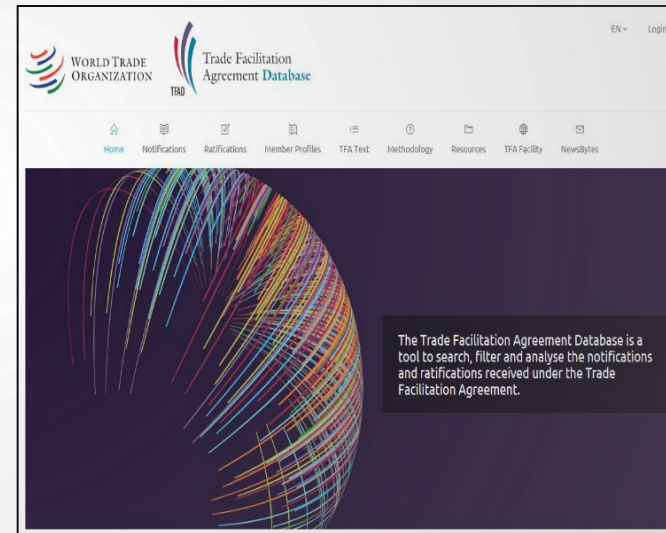 EN
Login
WORLD TRADE
ORGANIZATION
TFAD
Trade Facilitation
Agreement Database
Home Notifications Ratifications Member Profiles TFA Text Methodology Resources TFA Facility NewsBytes
The Trade Facilitation Agreement Database is a
tool to search, filter and analyse the notifications
and ratifications received under the Trade
Facilitation Agreement.